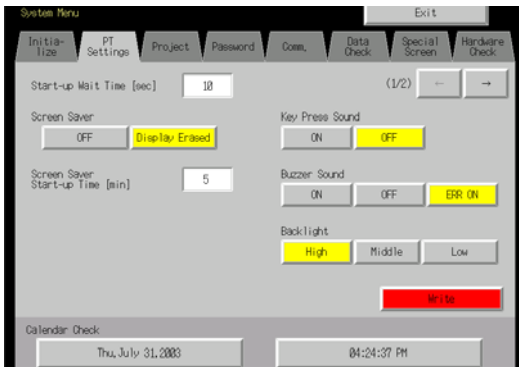 System Menu
Exit
Initia-
lize
PT
Settings
Project
Password
Comm.
Data
Check
Special
Screen
Hardware
Check
Start-up Wait Time [sec]
10
(1/2)
←
→
Screen Saver
OFF
Display Erased
Key Press Sound
ON
OFF
Screen Saver
Start-up Time [min]
5
Buzzer Sound
ON
OFF
ERR ON
Backlight
High
Middle
Low
Write
Calendar Check
Thu, July 31,2003
04:24:37 PM